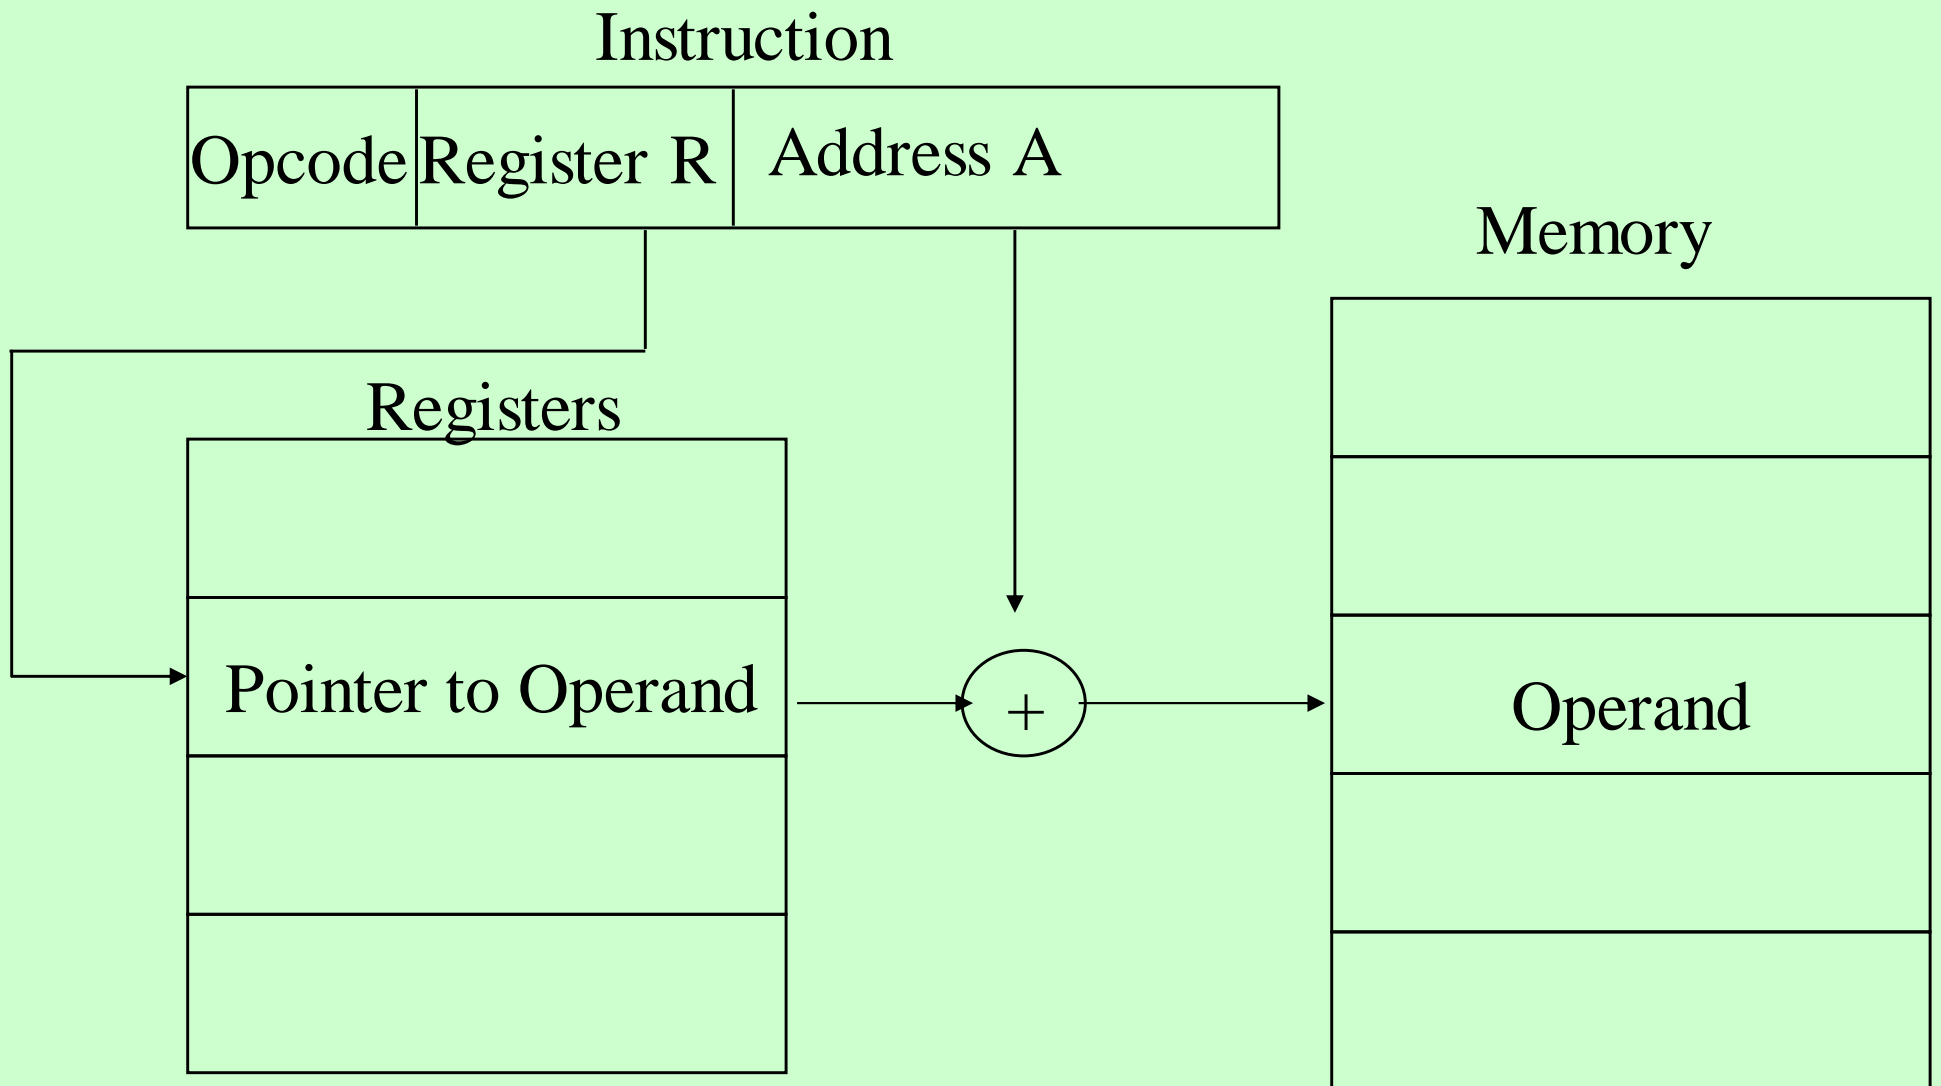 Instruction
Opcode Register R Address A
Memory
Registers
Pointer to Operand
+
Operand